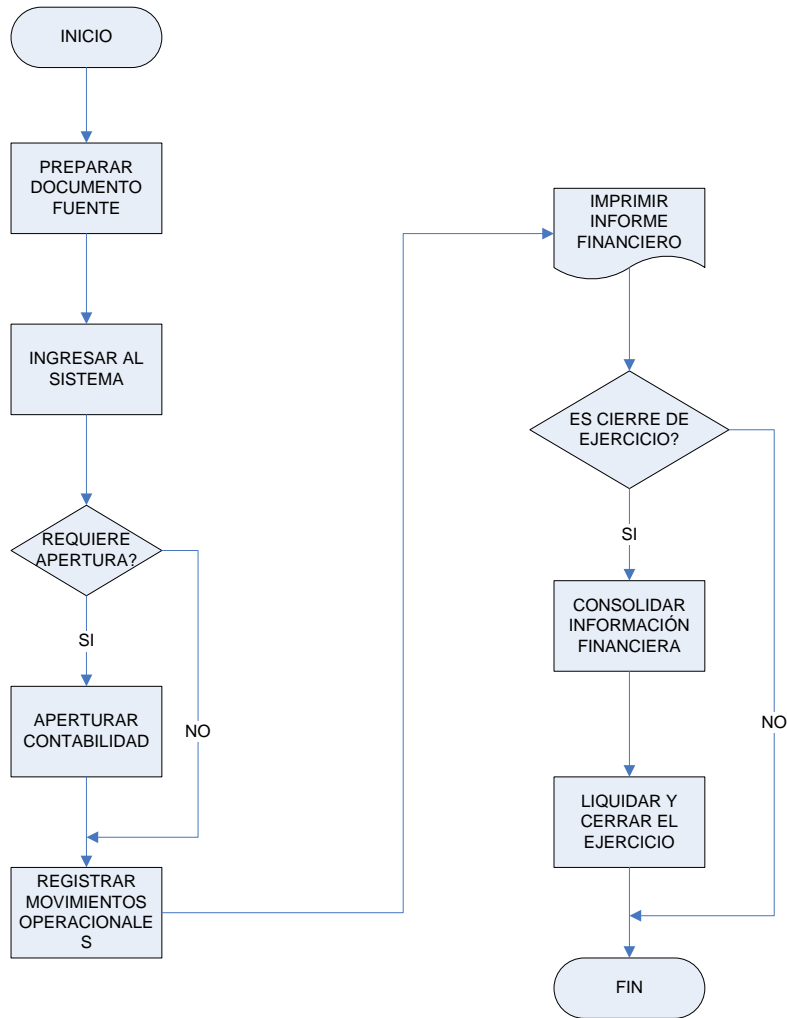 INICIO
PREPARAR
DOCUMENTO
FUENTE
INGRESAR AL
SISTEMA
REQUIERE
APERTURA?
SI
NO
APERTURAR
CONTABILIDAD
REGISTRAR
MOVIMIENTOS
OPERACIONALE
S
IMPRIMIR
INFORME
FINANCIERO
ES CIERRE DE
EJERCICIO?
SI
NO
CONSOLIDAR
INFORMACIÓN
FINANCIERA
LIQUIDAR Y
CERRAR EL
EJERCICIO
FIN